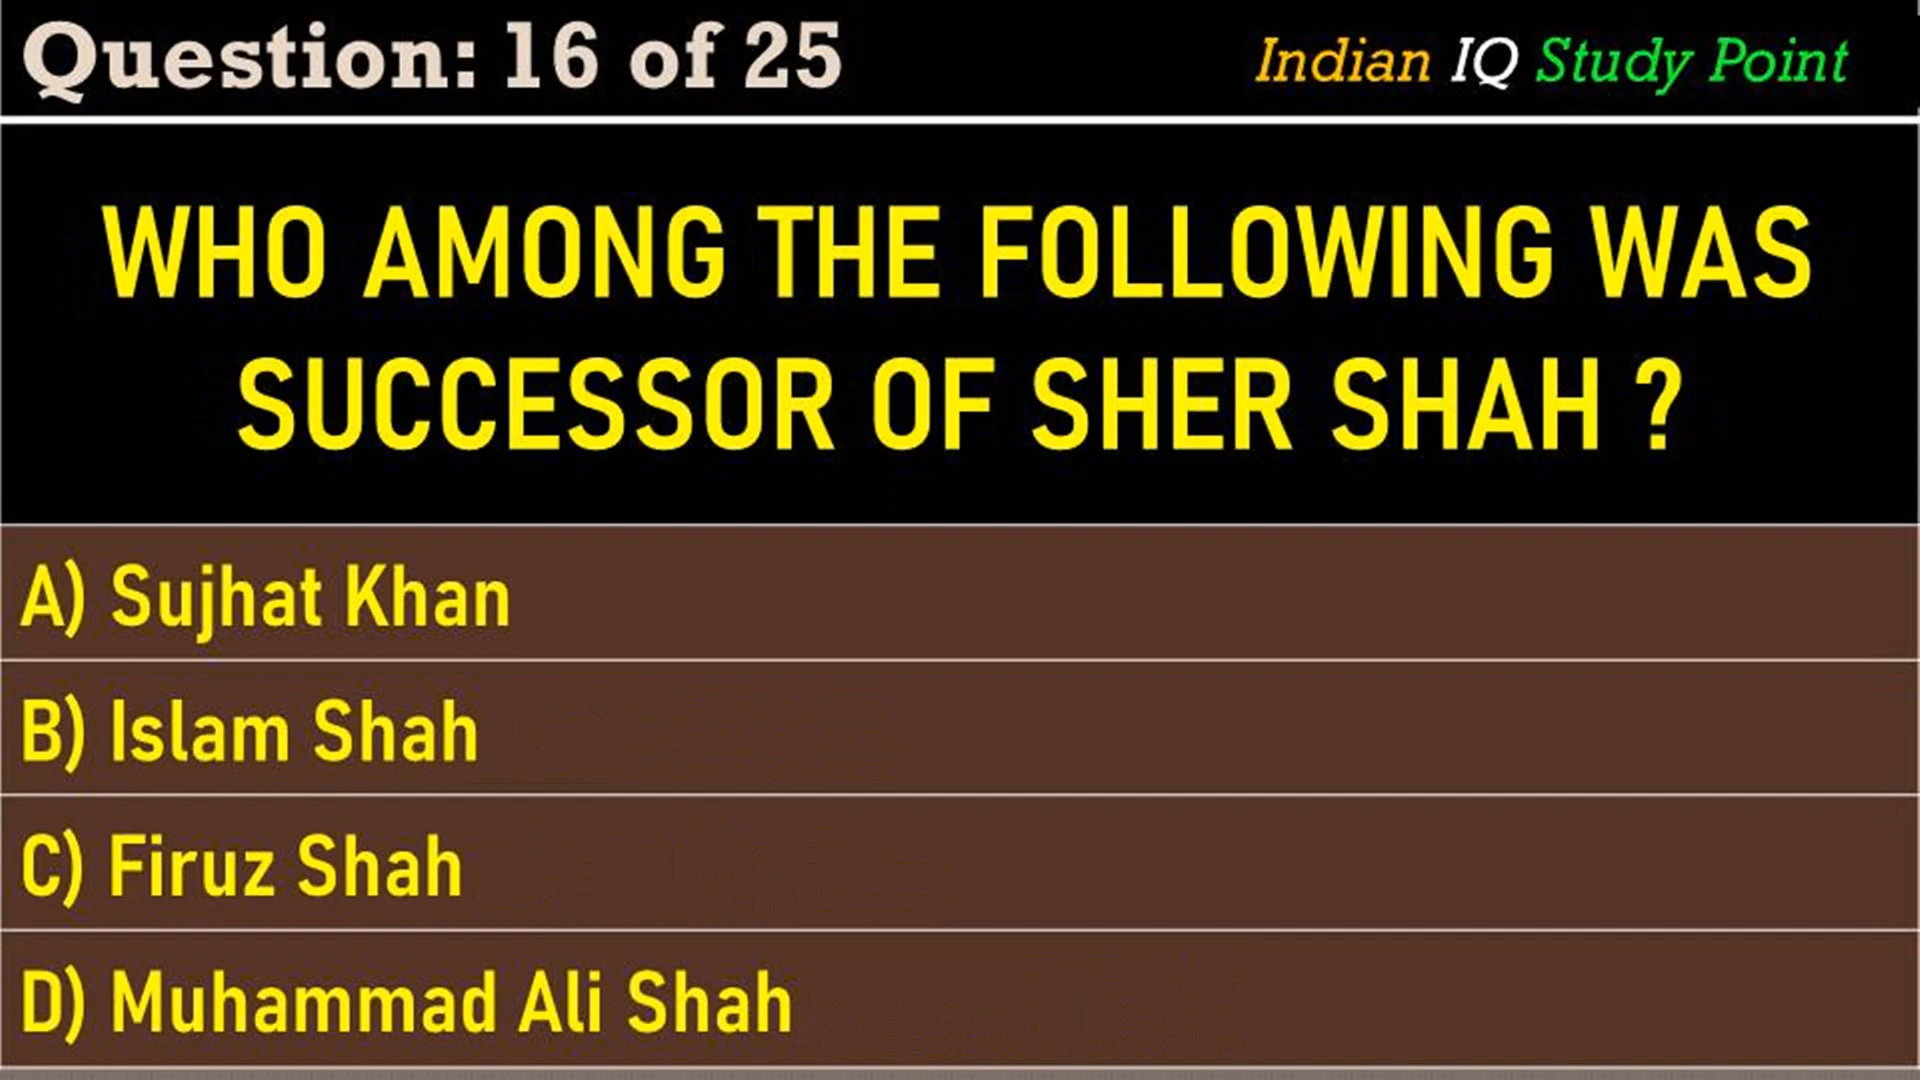 Question: 16 of 25
Indian IQ Study Point
WHO AMONG THE FOLLOWING WAS
SUCCESSOR OF SHER SHAH ?
A) Sujhat Khan
B) Islam Shah
C) Firuz Shah
D) Muhammad Ali Shah